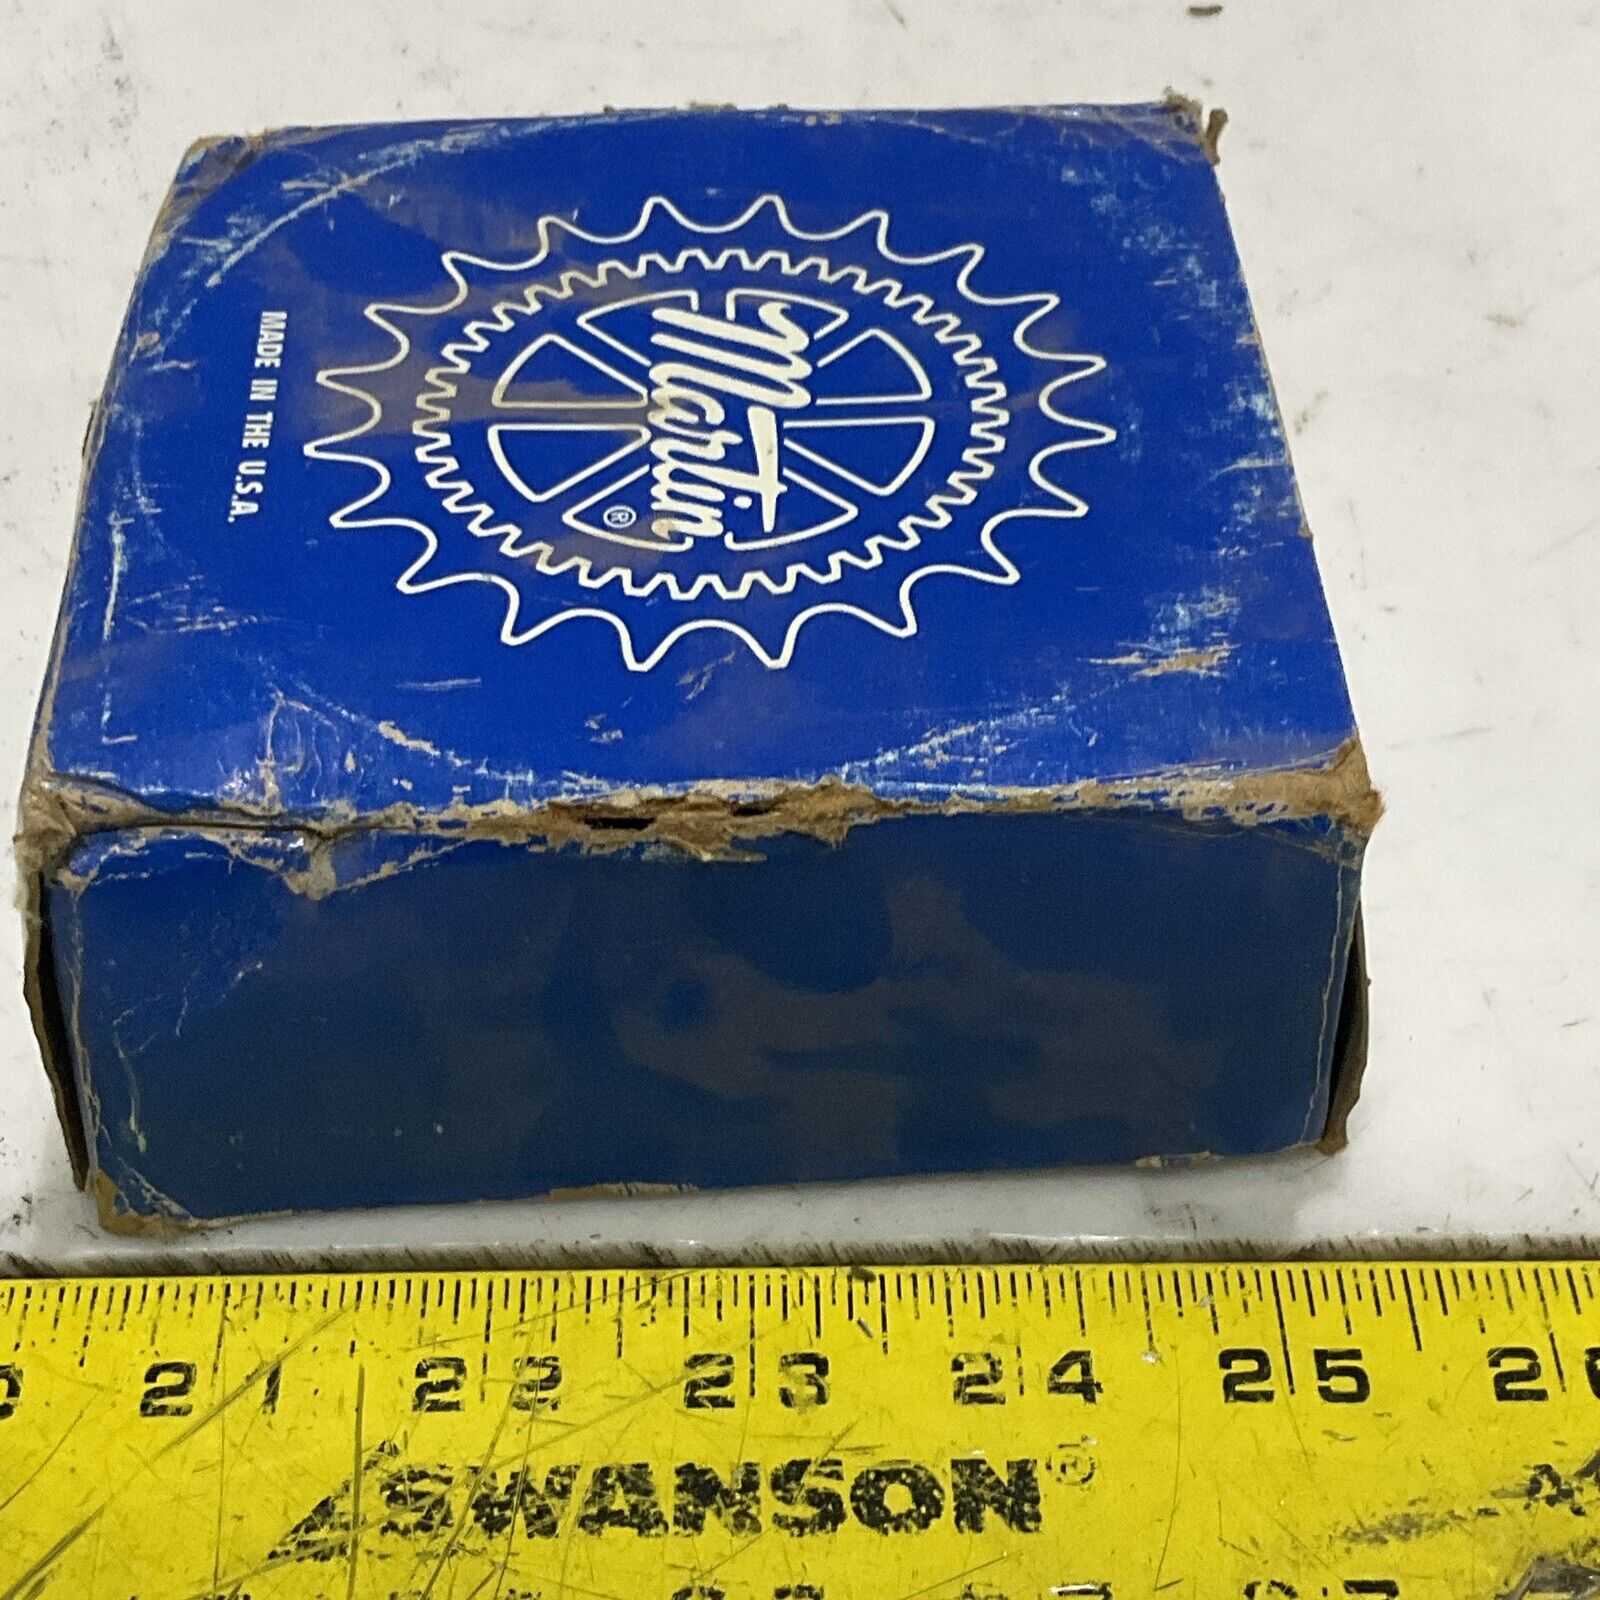 Martin®
MADE IN THE U.S.A.
21 22 23 24 25
SWANSON®